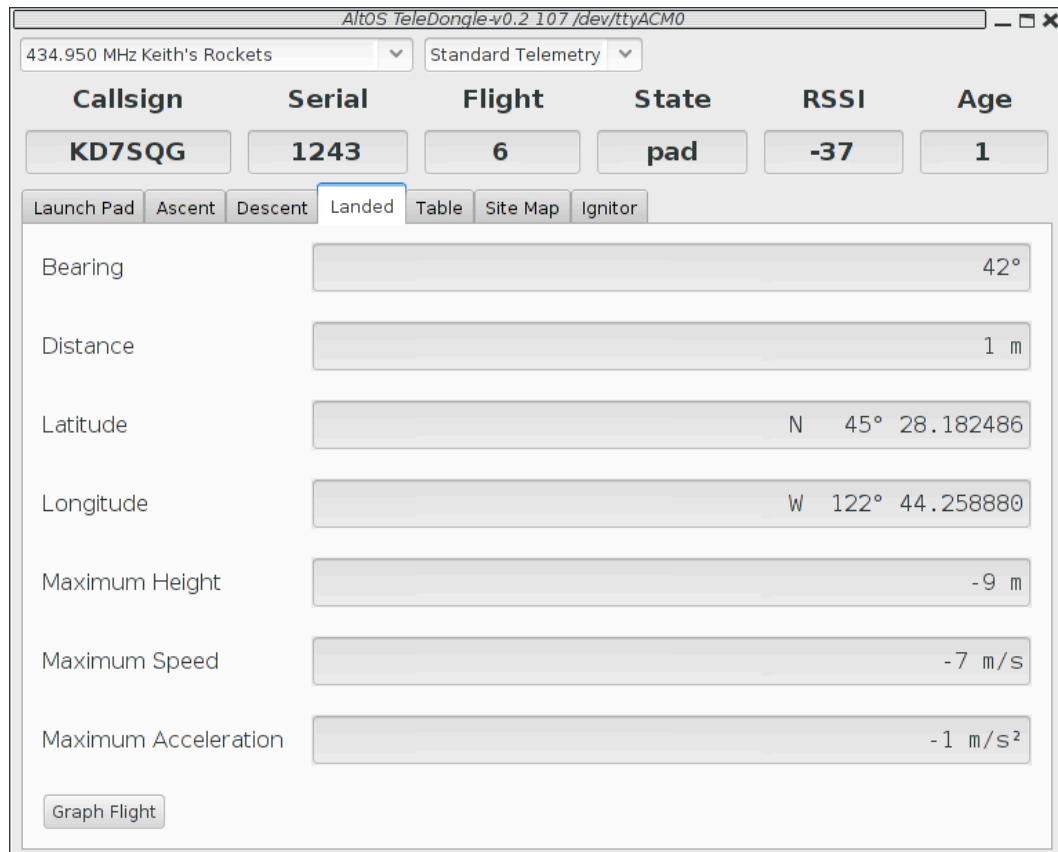 AltOS TeleDongle-v0.2 107 /dev/ttyACM0
434.950 MHz Keith's Rockets Standard Telemetry
Callsign Serial Flight State RSSI Age
KD7SQG 1243 6 pad -37 1
Launch Pad Ascent Descent Landed Table Site Map Ignitor
Bearing 42°
Distance 1 m
Latitude N 45° 28.182486
Longitude W 122° 44.258880
Maximum Height -9 m
Maximum Speed -7 m/s
Maximum Acceleration -1 m/s²
Graph Flight